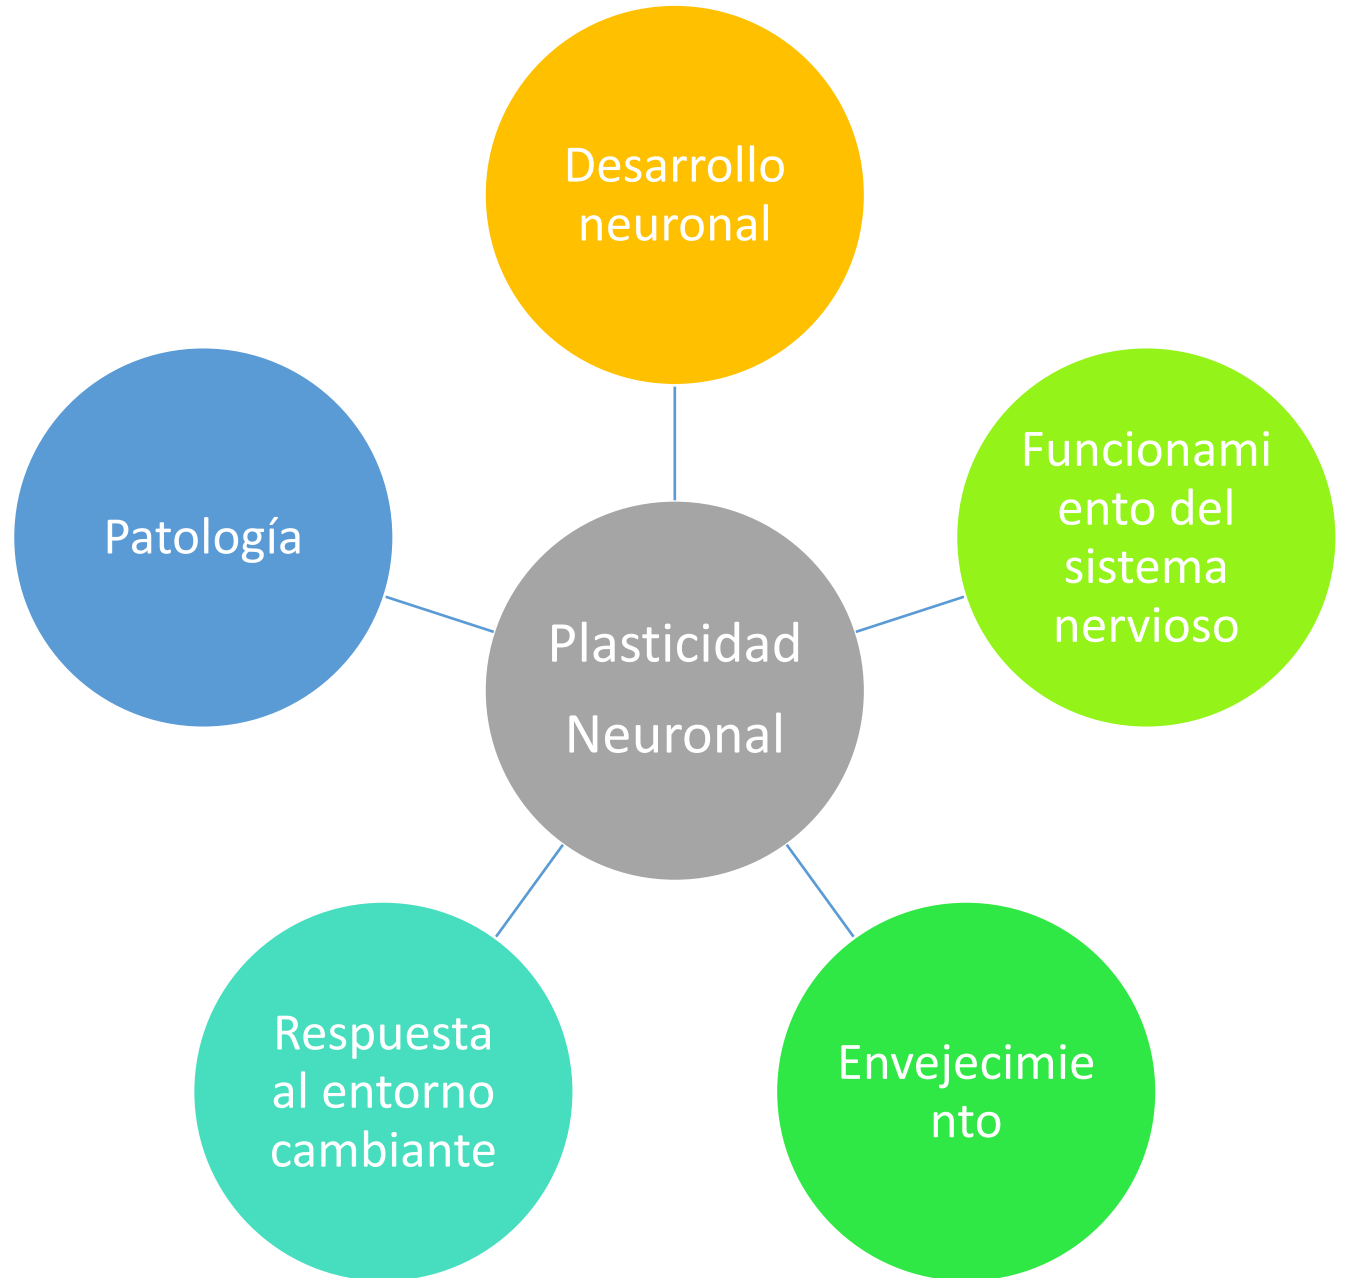 Desarrollo
neuronal
Funcionami
ento del
sistema
nervioso
Patología
Plasticidad
Neuronal
Respuesta
al entorno
cambiante
Envejecimie
nto